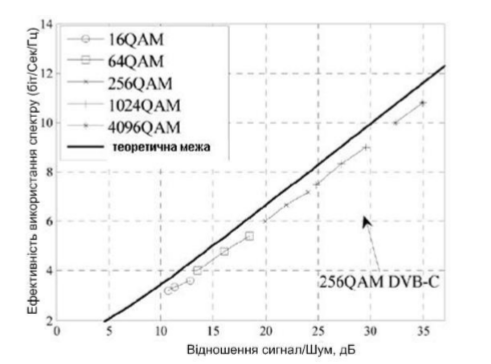 14
12
10
8
6
4
2
Ефективність використання спектру (біт/Сек/Гц)
16QAM
64QAM
256QAM
1024QAM
4096QAM
теоретична межа
256QAM DVB-C
0 5 10 15 20 25 30 35
Відношення сигнал/Шум, дБ